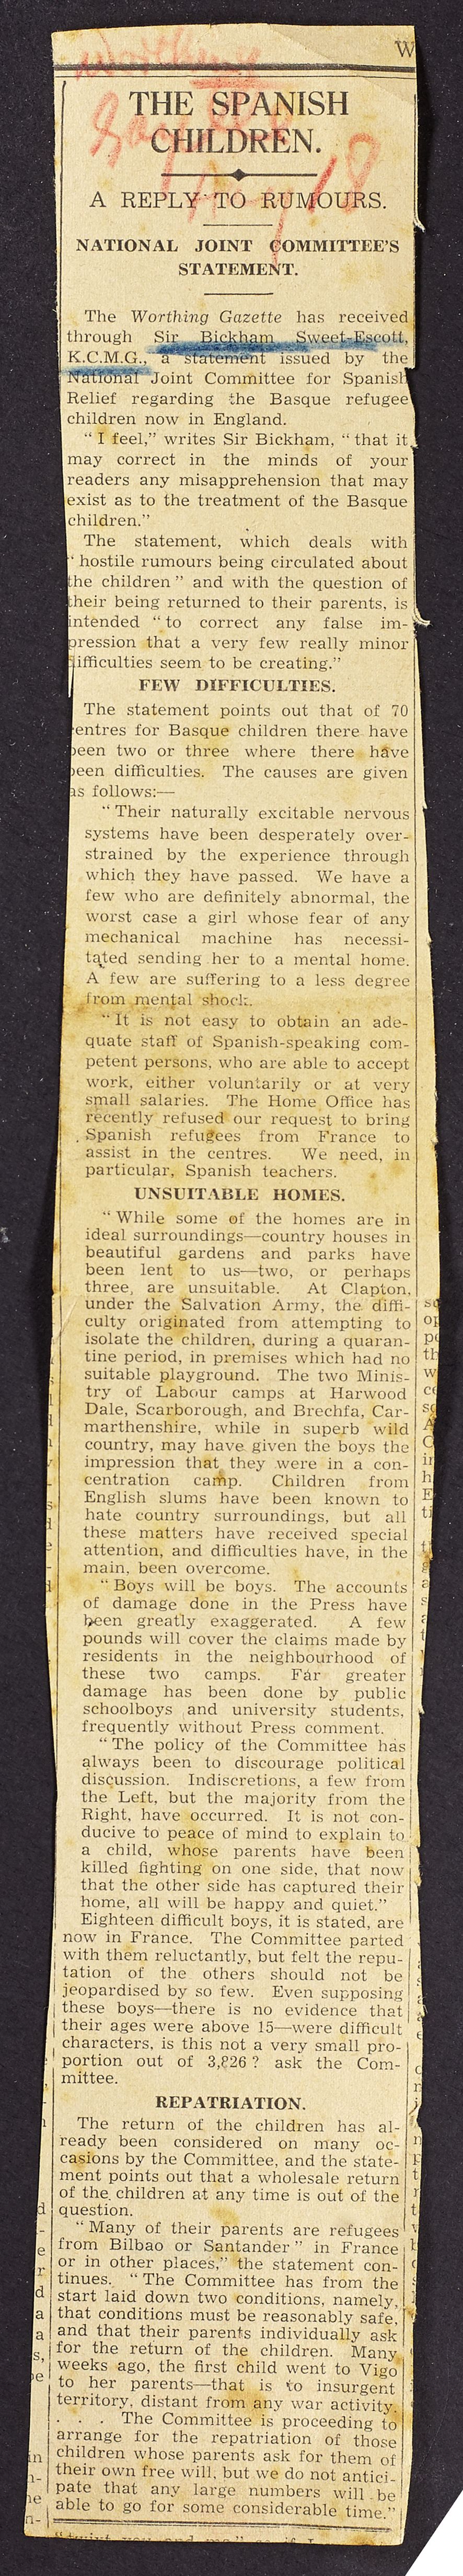 Worthing
W
THE SPANISH
CHILDREN.
A REPLY TO RUMOURS.
NATIONAL JOINT COMMITTEE'S
STATEMENT.
The Worthing Gazette has received
through Sir Bickham Sweet-Escott,
K.C.M.G., a statement issued by the
National Joint Committee for Spanish
Relief regarding the Basque refugee
children now in England.
“I feel,” writes Sir Bickham, “that it
may correct in the minds of your
readers any misapprehension that may
exist as to the treatment of the Basque
children.”
The statement, which deals with
“hostile rumours being circulated about
the children” and with the question of
their being returned to their parents, is
intended “to correct any false im-
pression that a very few really minor
difficulties seem to be creating.”
FEW DIFFICULTIES.
The statement points out that of 70
centres for Basque children there have
been two or three where there have
been difficulties. The causes are given
as follows:—
“Their naturally excitable nervous
systems have been desperately over-
strained by the experience through
which they have passed. We have a
few who are definitely abnormal, the
worst case a girl whose fear of any
mechanical machine has necessi-
tated sending her to a mental home.
A few are suffering to a less degree
from mental shock.
“It is not easy to obtain an ade-
quate staff of Spanish-speaking com-
petent persons, who are able to accept
work, either voluntarily or at very
small salaries. The Home Office has
recently refused our request to bring
Spanish refugees from France to
assist in the centres. We need, in
particular, Spanish teachers.
UNSUITABLE HOMES.
“While some of the homes are in
ideal surroundings—country houses in
beautiful gardens and parks have
been lent to us—two, or perhaps
three, are unsuitable. At Clapton,
under the Salvation Army, the diffi-
culty originated from attempting to
isolate the children, during a quaran-
tine period, in premises which had no
suitable playground. The two Minis-
try of Labour camps at Harwood
Dale, Scarborough, and Brechfa, Car-
marthenshire, while in superb wild
country, may have given the boys the
impression that they were in a con-
centration camp. Children from
English slums have been known to
hate country surroundings, but all
these matters have received special
attention, and difficulties have, in the
main, been overcome.
“Boys will be boys. The accounts
of damage done in the Press have
been greatly exaggerated. A few
pounds will cover the claims made by
residents in the neighbourhood of
these two camps. Far greater
damage has been done by public
schoolboys and university students,
frequently without Press comment.
“The policy of the Committee has
always been to discourage political
discussion. Indiscretions, a few from
the Left, but the majority from the
Right, have occurred. It is not con-
ducive to peace of mind to explain to
a child, whose parents have been
killed fighting on one side, that now
that the other side has captured their
home, all will be happy and quiet.”
Eighteen difficult boys, it is stated, are
now in France. The Committee parted
with them reluctantly, but felt the repu-
tation of the others should not be
jeopardised by so few. Even supposing
these boys—there is no evidence that
their ages were above 15—were difficult
characters, is this not a very small pro-
portion out of 3,826? ask the Com-
mittee.
REPATRIATION.
The return of the children has al-
ready been considered on many oc-
casions by the Committee, and the state-
ment points out that a wholesale return
of the children at any time is out of the
question.
“Many of their parents are refugees
from Bilbao or Santander” in France
or in other places,” the statement con-
tinues. “The Committee has from the
start laid down two conditions, namely,
that conditions must be reasonably safe,
and that their parents individually ask
for the return of the children. Many
weeks ago, the first child went to Vigo
to her parents—that is to insurgent
territory, distant from any war activity.
. . . The Committee is proceeding to
arrange for the repatriation of those
children whose parents ask for them of
their own free will, but we do not antici-
pate that any large numbers will be
able to go for some considerable time.”